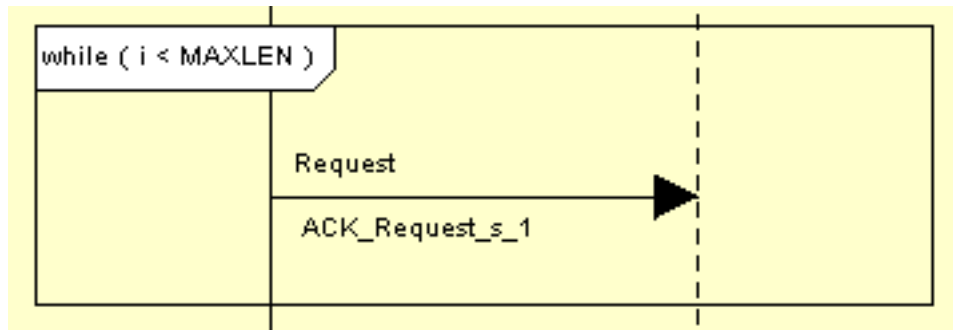 while ( i < MAXLEN )
Request
ACK_Request_s_1